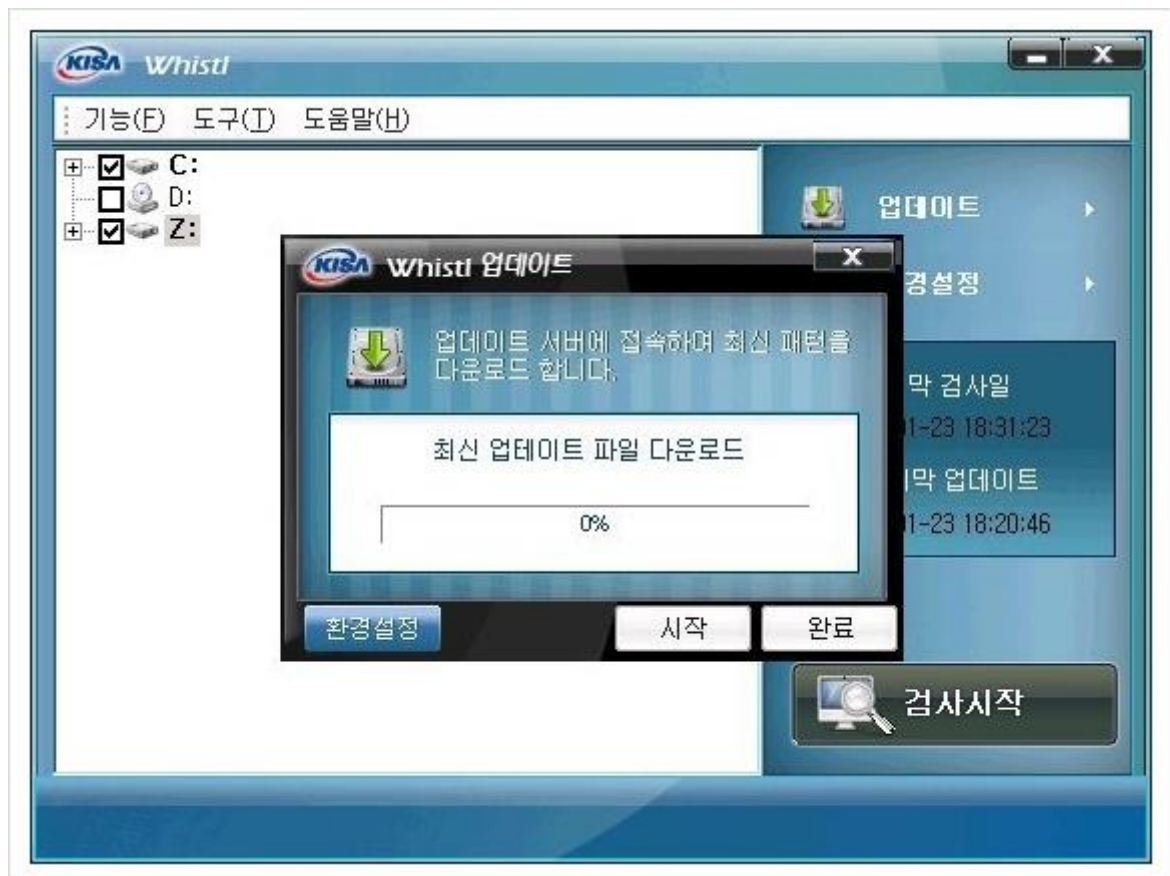 KISA Whistl
기능(F) 도구(T) 도움말(H)
C:
D:
Z:
업데이트
경설정
막 검사일
1-23 18:31:23
막 업데이트
1-23 18:20:46
검사시작
KISA Whistl 업데이트
업데이트 서버에 접속하여 최신 패턴을
다운로드 합니다.
최신 업테이트 파일 다운로드
0%
환경설정 시작 완료